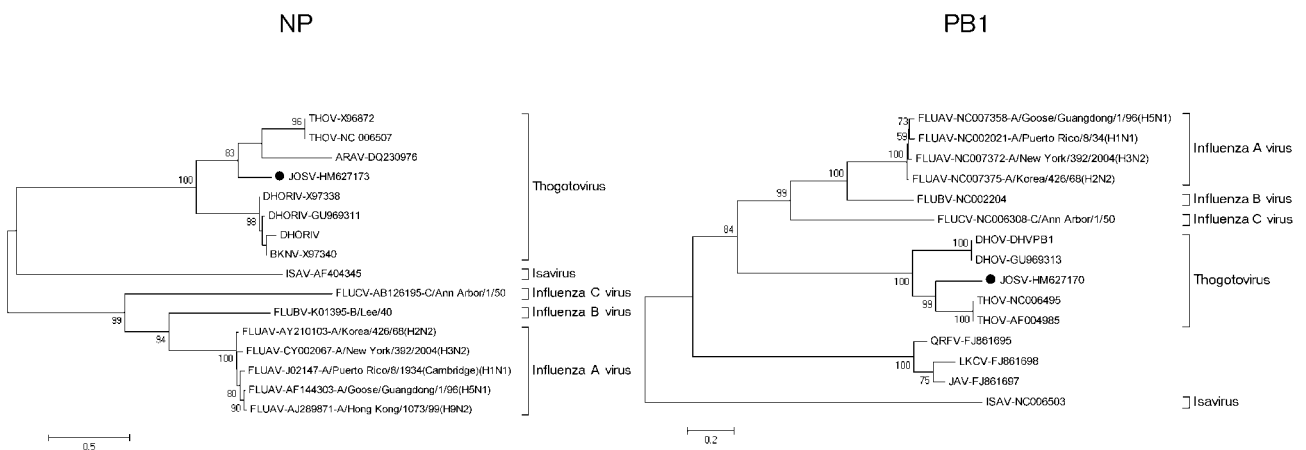 NP
96
THOV-X96872
THOV-NC 006507
83
ARAV-DQ230976
JOSV-HM627173
100
DHORIV-X97338
DHORIV-GU969311
98
DHORIV
BKNV-X97340
Thogotovirus
ISAV-AF404345
Isavirus
FLUCV-AB126195-C/Ann Arbor/1/50
Influenza C virus
99
FLUBV-K01395-B/Lee/40
Influenza B virus
94
FLUAV-AY210103-A/Korea/426/68(H2N2)
FLUAV-CY002067-A/New York/392/2004(H3N2)
100
FLUAV-J02147-A/Puerto Rico/8/1934(Cambridge)(H1N1)
80
FLUAV-AF144303-A/Goose/Guangdong/1/96(H5N1)
90
FLUAV-AJ289871-A/Hong Kong/1073/99(H9N2)
Influenza A virus
0.5
PB1
73
FLUAV-NC007358-A/Goose/Guangdong/1/96(H5N1)
59
FLUAV-NC002021-A/Puerto Rico/8/34(H1N1)
100
FLUAV-NC007372-A/New York/392/2004(H3N2)
FLUAV-NC007375-A/Korea/426/68(H2N2)
Influenza A virus
100
FLUBV-NC002204
Influenza B virus
99
FLUCV-NC006308-C/Ann Arbor/1/50
Influenza C virus
84
100
DHOV-DHVPB1
DHOV-GU969313
100
JOSV-HM627170
99
THOV-NC006495
100
THOV-AF004985
Thogotovirus
QRFV-FJ861695
100
LKCV-FJ861698
75
JAV-FJ861697
ISAV-NC006503
Isavirus
0.2